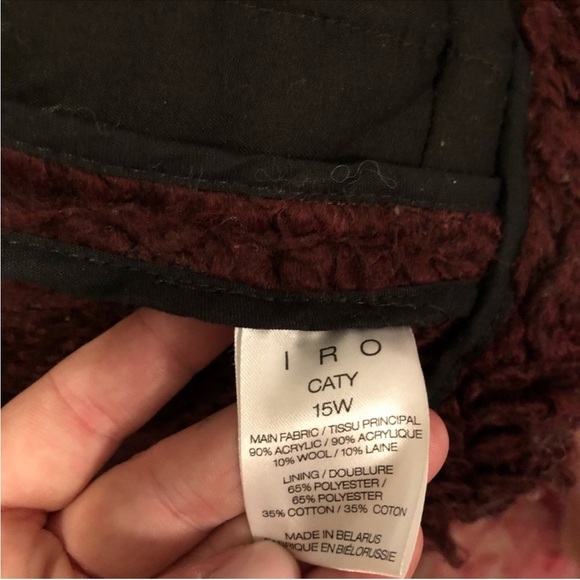 IRO
CATY
15W
MAIN FABRIC / TISSU PRINCIPAL
90% ACRYLIC / 90% ACRYLIQUE
10% WOOL / 10% LAINE
LINING / DOUBLURE
65% POLYESTER /
65% POLYESTER
35% COTTON / 35% COTON
MADE IN BELARUS
FABRIQUE EN BIÉLORUSSIE